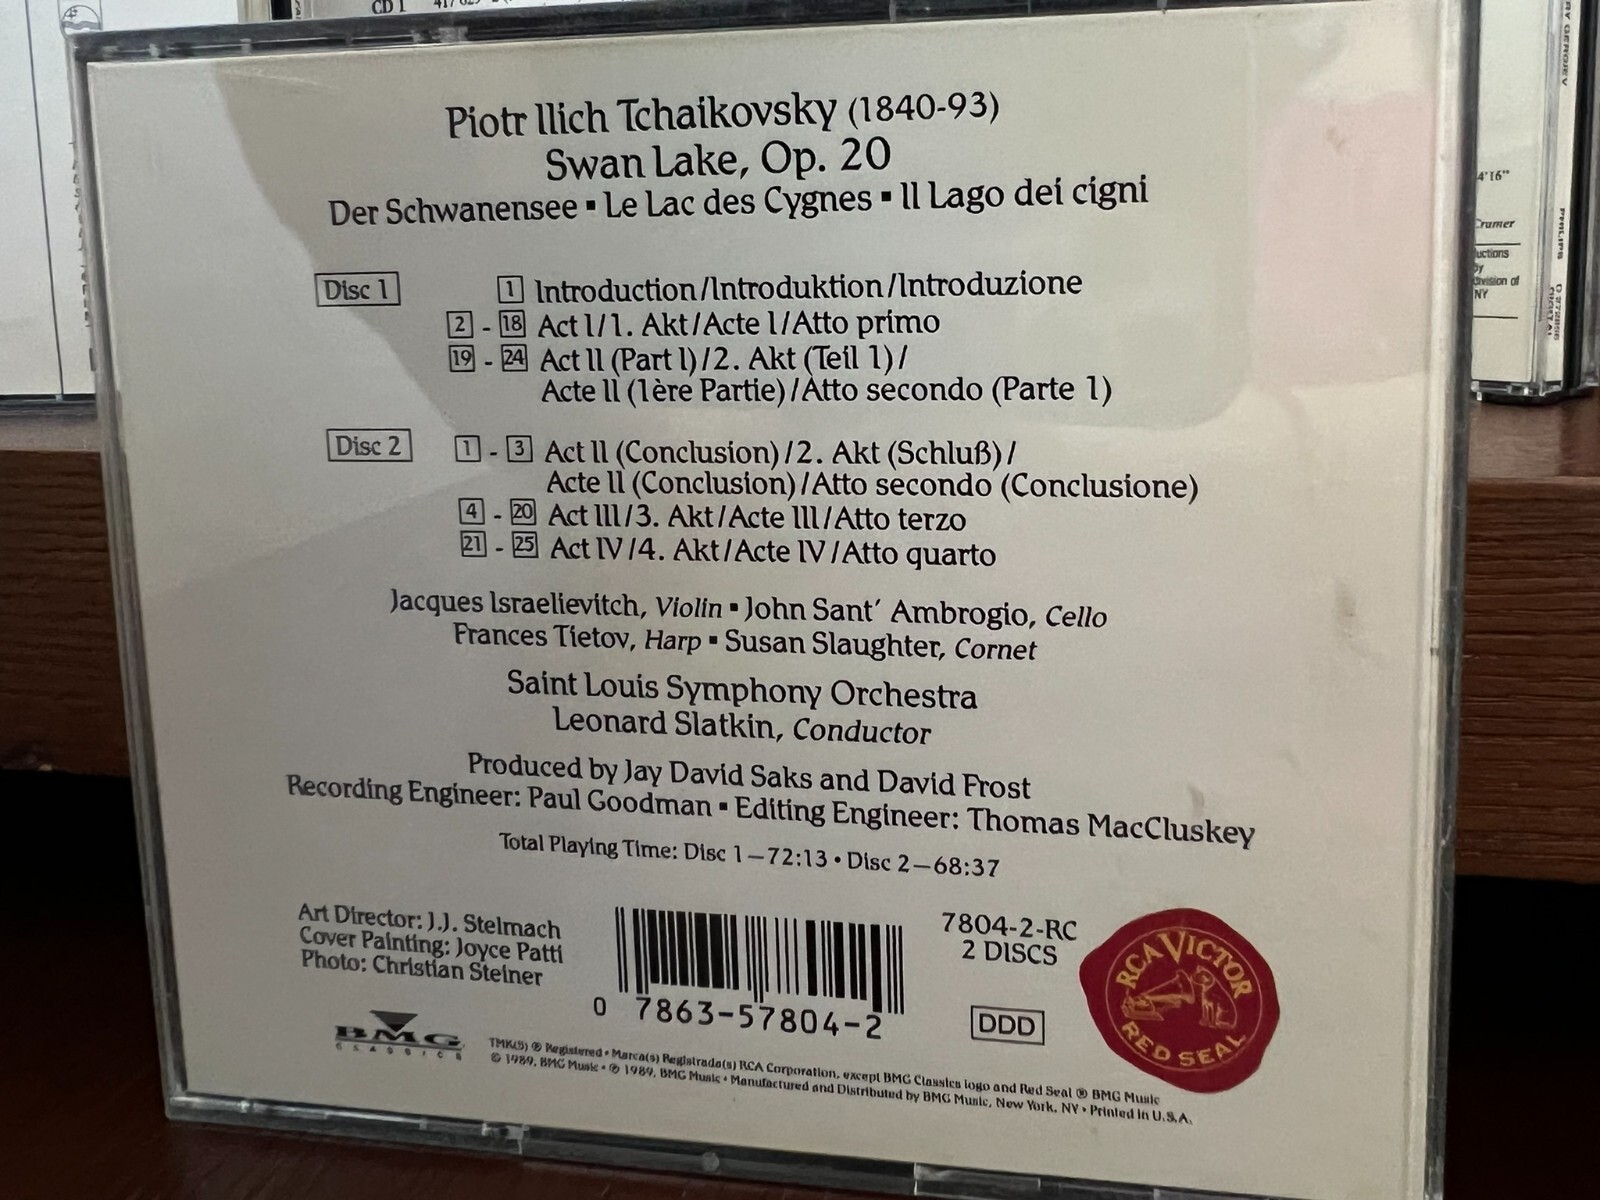 CD 1
Piotr Ilich Tchaikovsky (1840-93)
Swan Lake, Op. 20
Der Schwanensee ▪ Le Lac des Cygnes ▪ Il Lago dei cigni
Disc 1 1 Introduction/Introduktion/Introduzione
2 - 18 Act I/1. Akt/Acte I/Atto primo
19 - 24 Act II (Part I)/2. Akt (Teil 1)/
Acte II (1ère Partie)/Atto secondo (Parte 1)
Disc 2 1 - 3 Act II (Conclusion)/2. Akt (Schluß)/
Acte II (Conclusion)/Atto secondo (Conclusione)
4 - 20 Act III/3. Akt/Acte III/Atto terzo
21 - 25 Act IV/4. Akt/Acte IV/Atto quarto
Jacques Israelievitch, Violin ▪ John Sant' Ambrogio, Cello
Frances Tietov, Harp ▪ Susan Slaughter, Cornet
Saint Louis Symphony Orchestra
Leonard Slatkin, Conductor
Produced by Jay David Saks and David Frost
Recording Engineer: Paul Goodman ▪ Editing Engineer: Thomas MacCluskey
Total Playing Time: Disc 1—72:13 • Disc 2—68:37
Art Director: J.J. Stelmach
Cover Painting: Joyce Patti
Photo: Christian Steiner
0 7863-57804-2
7804-2-RC
2 DISCS
DDD
RCA VICTOR
RED SEAL
BMG
CLASSICS
TMK(S) ® Registered • Marca(s) Registrada(s) RCA Corporation, except BMG Classics logo and Red Seal ® BMG Music
© 1989, BMG Music • ℗ 1989, BMG Music • Manufactured and Distributed by BMG Music, New York, NY • Printed in U.S.A.
4'16"
Cramer
NY
PHILIPS
DIGITAL